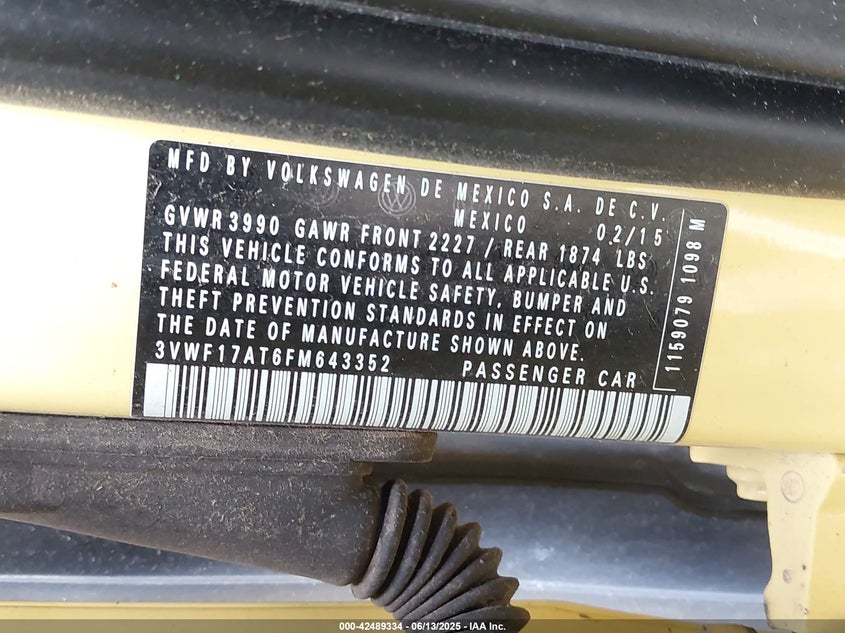 MFD BY VOLKSWAGEN DE MEXICO S.A. DE C.V.
MEXICO 02/15
GVWR 3990 GAWR FRONT 2227 / REAR 1874 LBS
THIS VEHICLE CONFORMS TO ALL APPLICABLE U.S.
FEDERAL MOTOR VEHICLE SAFETY, BUMPER AND
THEFT PREVENTION STANDARDS IN EFFECT ON
THE DATE OF MANUFACTURE SHOWN ABOVE.
3VWF17AT6FM643352 PASSENGER CAR
1159079 1098 M
000-42489334 - 06/13/2025 - IAA Inc.